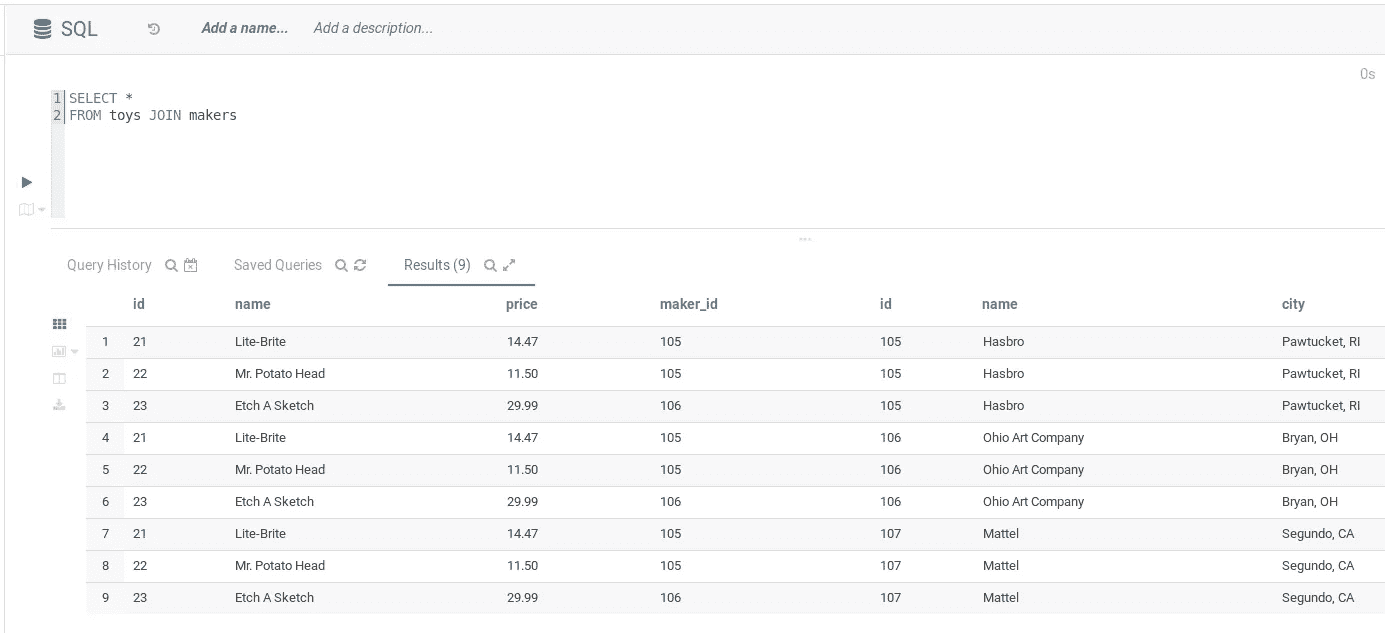 SQL Add a name... Add a description...
0s
1 SELECT *
2 FROM toys JOIN makers
Query History Saved Queries Results (9)
id name price maker_id id name city
1 21 Lite-Brite 14.47 105 105 Hasbro Pawtucket, RI
2 22 Mr. Potato Head 11.50 105 105 Hasbro Pawtucket, RI
3 23 Etch A Sketch 29.99 106 105 Hasbro Pawtucket, RI
4 21 Lite-Brite 14.47 105 106 Ohio Art Company Bryan, OH
5 22 Mr. Potato Head 11.50 105 106 Ohio Art Company Bryan, OH
6 23 Etch A Sketch 29.99 106 106 Ohio Art Company Bryan, OH
7 21 Lite-Brite 14.47 105 107 Mattel Segundo, CA
8 22 Mr. Potato Head 11.50 105 107 Mattel Segundo, CA
9 23 Etch A Sketch 29.99 106 107 Mattel Segundo, CA